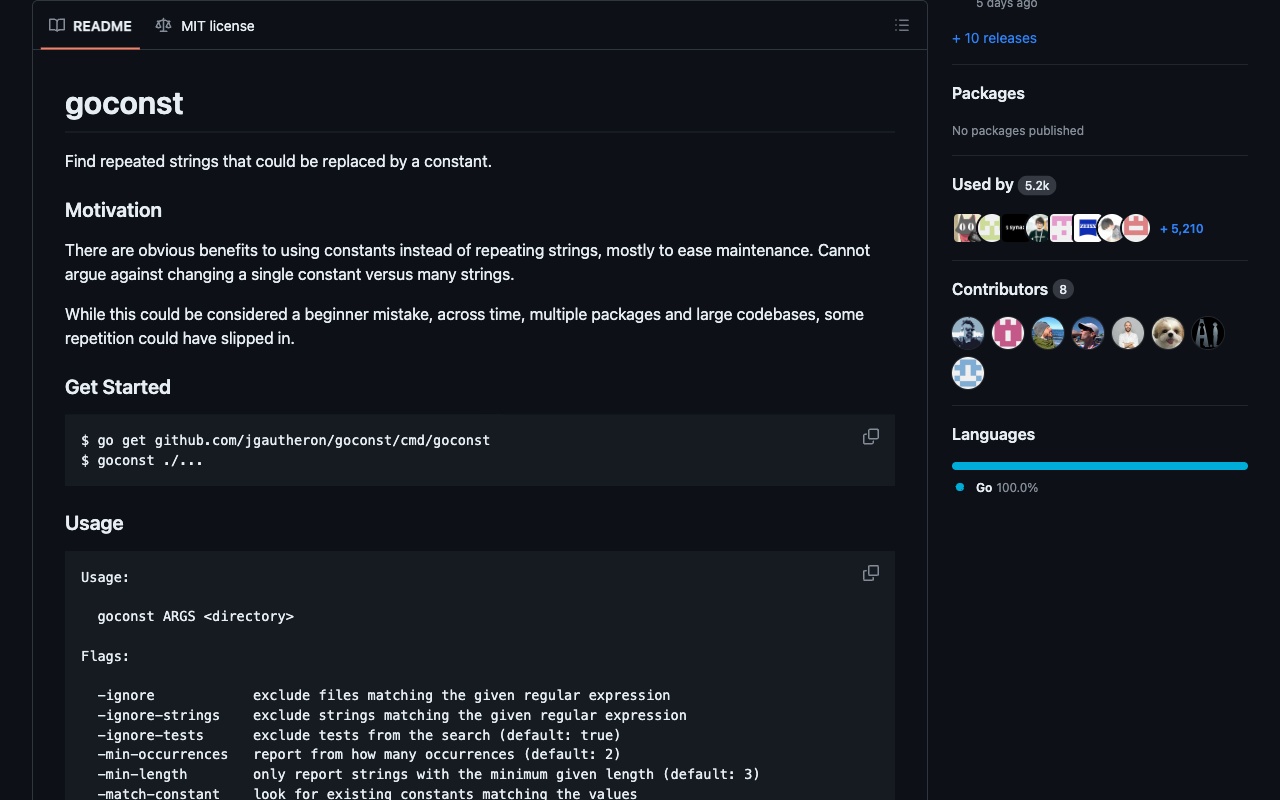 5 days ago
README
MIT license
+ 10 releases
goconst
Find repeated strings that could be replaced by a constant.
Motivation
There are obvious benefits to using constants instead of repeating strings, mostly to ease maintenance. Cannot
argue against changing a single constant versus many strings.
While this could be considered a beginner mistake, across time, multiple packages and large codebases, some
repetition could have slipped in.
Get Started
$ go get github.com/jgautheron/goconst/cmd/goconst
$ goconst ./...
Usage
Usage:
goconst ARGS <directory>
Flags:
-ignore exclude files matching the given regular expression
-ignore-strings exclude strings matching the given regular expression
-ignore-tests exclude tests from the search (default: true)
-min-occurrences report from how many occurrences (default: 2)
-min-length only report strings with the minimum given length (default: 3)
-match-constant look for existing constants matching the values
Packages
No packages published
Used by 5.2k
ZEISS
+ 5,210
Contributors 8
Languages
Go 100.0%